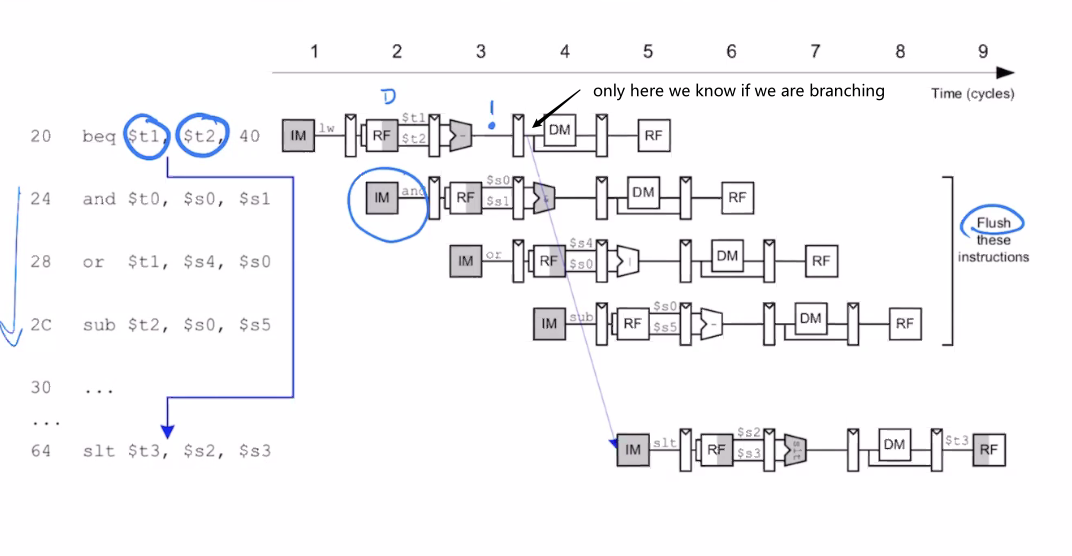 1 2 3 4 5 6 7 8 9
only here we know if we are branching
Time (cycles)
D
!
20 beq $t1, $t2, 40 IM lw RF $t1 $t2 - DM RF
24 and $t0, $s0, $s1 IM and RF $s0 $s1 & DM RF
Flush
these
instructions
28 or $t1, $s4, $s0 IM or RF $s4 $s0 | DM RF
2C sub $t2, $s0, $s5 IM sub RF $s0 $s5 - DM RF
30 ...
...
64 slt $t3, $s2, $s3 IM slt RF $s2 $s3 slt DM $t3 RF